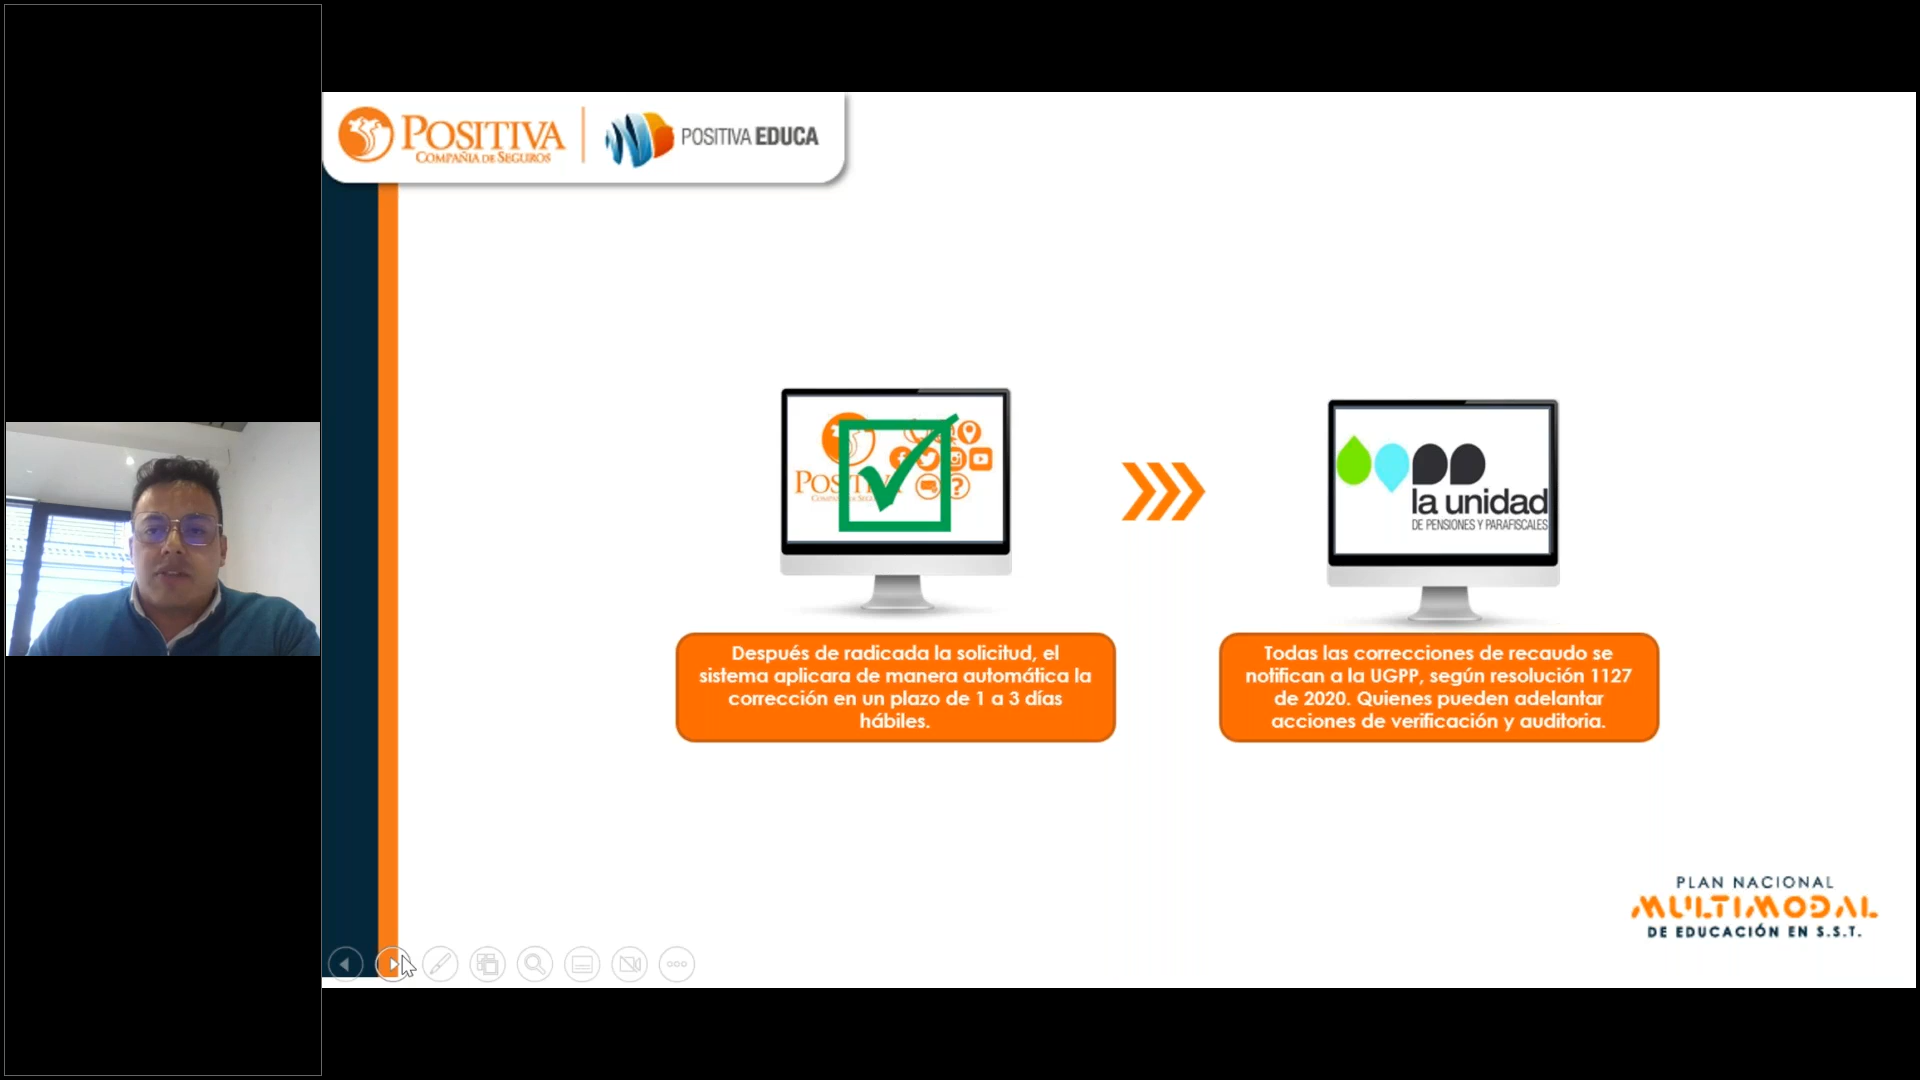 POSITIVA
COMPAÑIA DE SEGUROS
POSITIVA EDUCA
la unidad
DE PENSIONES Y PARAFISCALES
Después de radicada la solicitud, el
sistema aplicara de manera automática la
corrección en un plazo de 1 a 3 días
hábiles.
Todas las correcciones de recaudo se
notifican a la UGPP, según resolución 1127
de 2020. Quienes pueden adelantar
acciones de verificación y auditoria.
PLAN NACIONAL
MULTIMODAL
DE EDUCACIÓN EN S.S.T.